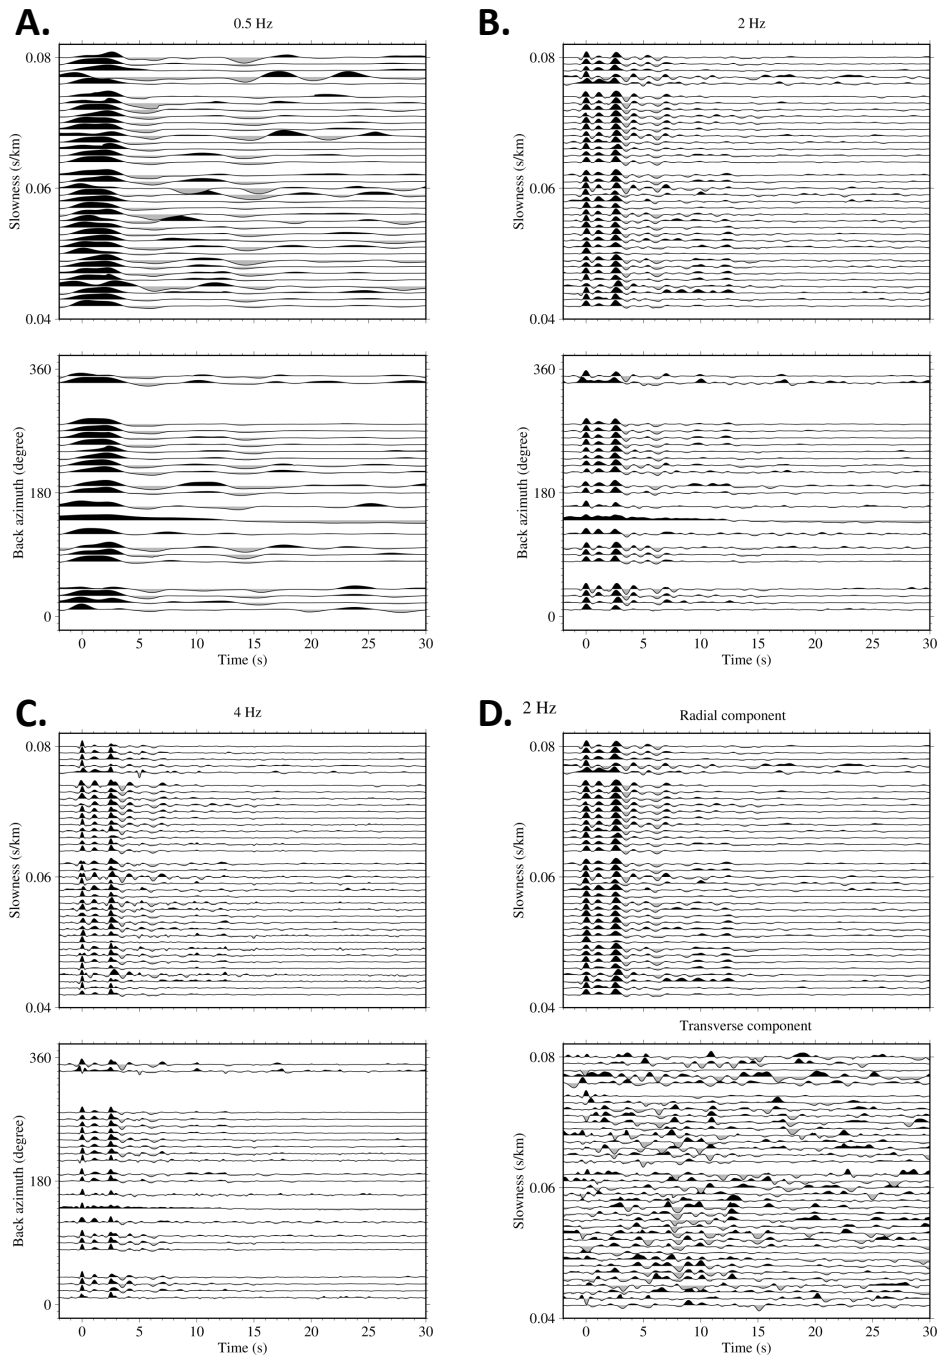 A.
0.5 Hz
0.08
0.06
0.04
Slowness (s/km)
360
180
0
Back azimuth (degree)
0 5 10 15 20 25 30
Time (s)
B.
2 Hz
0.08
0.06
0.04
Slowness (s/km)
360
180
0
Back azimuth (degree)
0 5 10 15 20 25 30
Time (s)
C.
4 Hz
0.08
0.06
0.04
Slowness (s/km)
360
180
0
Back azimuth (degree)
0 5 10 15 20 25 30
Time (s)
D. 2 Hz
Radial component
0.08
0.06
0.04
Slowness (s/km)
Transverse component
0.08
0.06
0.04
Slowness (s/km)
0 5 10 15 20 25 30
Time (s)